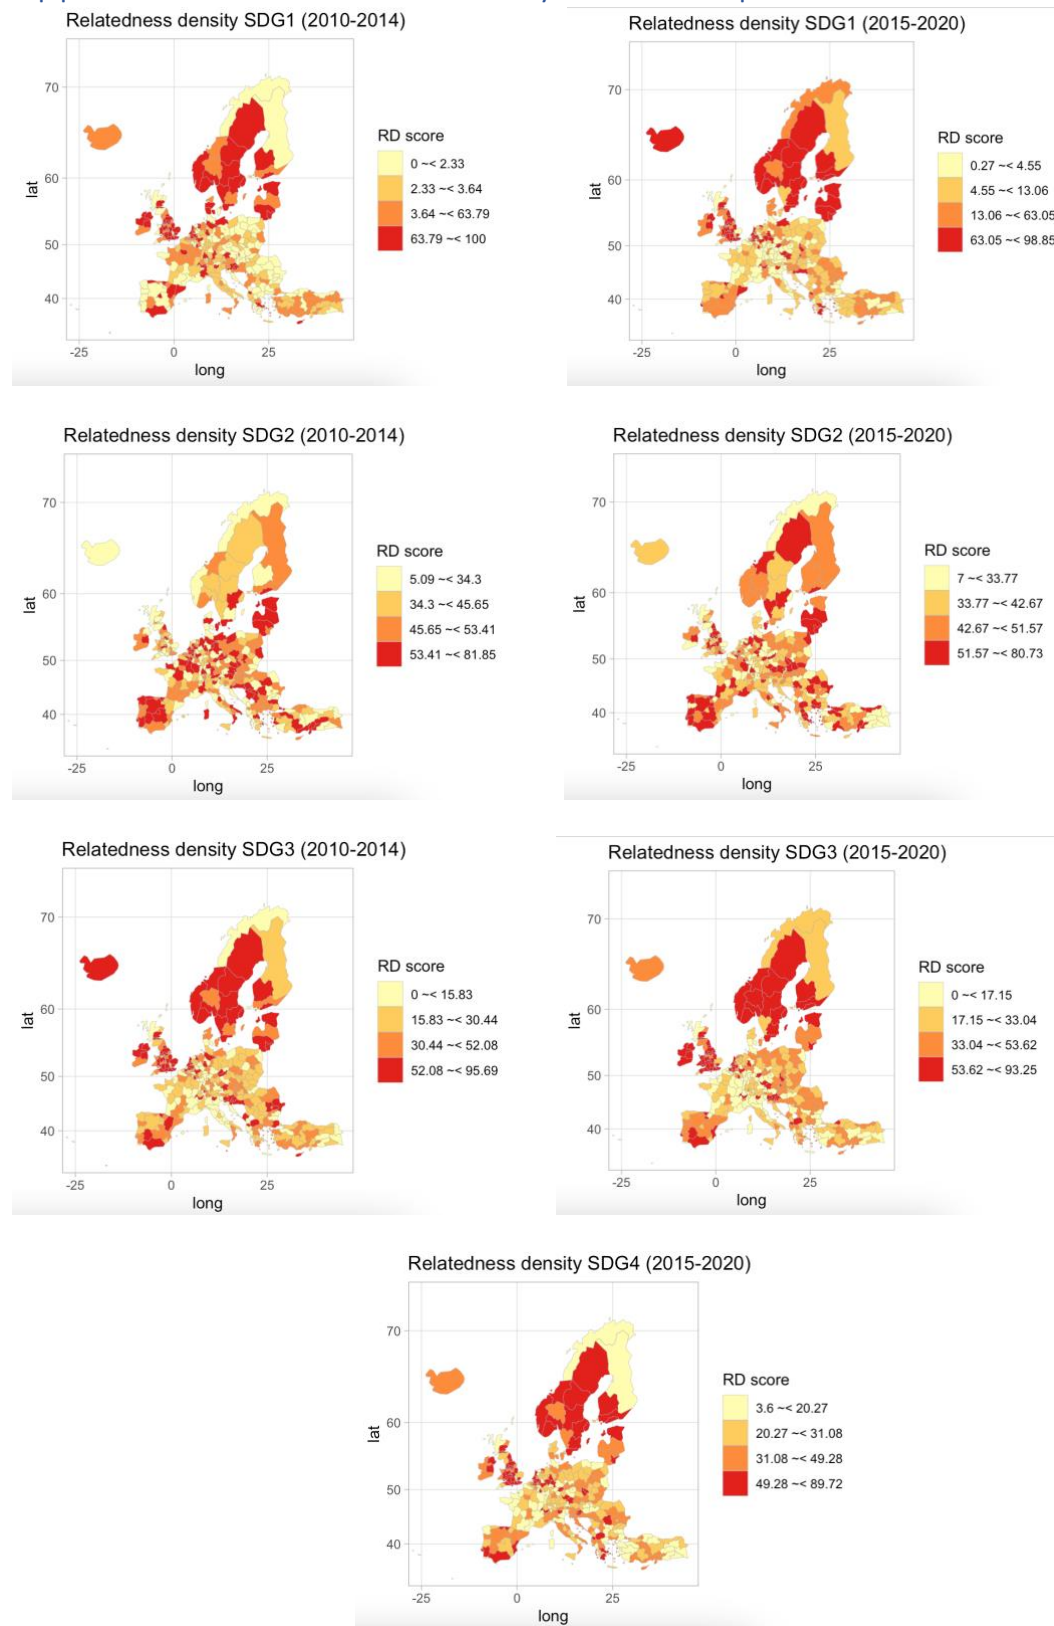 Relatedness density SDG1 (2010-2014)
70
60
50
40
lat
-25 0 25
long
RD score
0 ~< 2.33
2.33 ~< 3.64
3.64 ~< 63.79
63.79 ~< 100
Relatedness density SDG1 (2015-2020)
70
60
50
40
lat
-25 0 25
long
RD score
0.27 ~< 4.55
4.55 ~< 13.06
13.06 ~< 63.05
63.05 ~< 98.85
Relatedness density SDG2 (2010-2014)
70
60
50
40
lat
-25 0 25
long
RD score
5.09 ~< 34.3
34.3 ~< 45.65
45.65 ~< 53.41
53.41 ~< 81.85
Relatedness density SDG2 (2015-2020)
70
60
50
40
lat
-25 0 25
long
RD score
7 ~< 33.77
33.77 ~< 42.67
42.67 ~< 51.57
51.57 ~< 80.73
Relatedness density SDG3 (2010-2014)
70
60
50
40
lat
-25 0 25
long
RD score
0 ~< 15.83
15.83 ~< 30.44
30.44 ~< 52.08
52.08 ~< 95.69
Relatedness density SDG3 (2015-2020)
70
60
50
40
lat
-25 0 25
long
RD score
0 ~< 17.15
17.15 ~< 33.04
33.04 ~< 53.62
53.62 ~< 93.25
Relatedness density SDG4 (2015-2020)
70
60
50
40
lat
-25 0 25
long
RD score
3.6 ~< 20.27
20.27 ~< 31.08
31.08 ~< 49.28
49.28 ~< 89.72